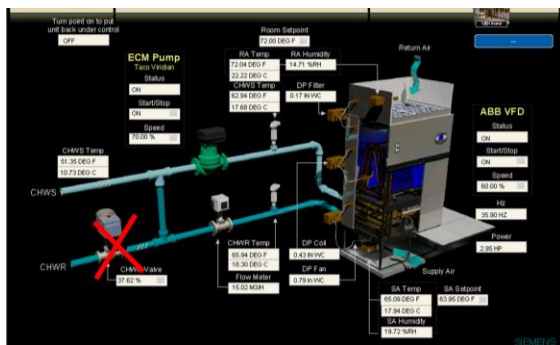 Turn point on to put
unit back under control
OFF
Room Setpoint
72.00 DEG F
ECM Pump
Taco Viridian
Status
ON
Start/Stop
ON
Speed
70.00 %
RA Temp
72.04 DEG F
22.22 DEG C
RA Humidity
14.71 %RH
CHWS Temp
62.94 DEG F
17.68 DEG C
DP Filter
0.17 IN WC
Return Air
ABB VFD
Status
ON
Start/Stop
ON
Speed
60.00 %
Hz
35.90 HZ
Power
2.95 HP
CHWS Temp
51.35 DEG F
10.73 DEG C
CHWS
CHWR
CHW Valve
37.62 %
CHWR Temp
65.94 DEG F
18.30 DEG C
Flow Meter
15.02 M3/H
DP Coil
0.43 IN WC
DP Fan
0.79 IN WC
Supply Air
SA Temp
65.09 DEG F
17.94 DEG C
SA Setpoint
63.95 DEG F
SA Humidity
19.72 %RH
SIEMENS